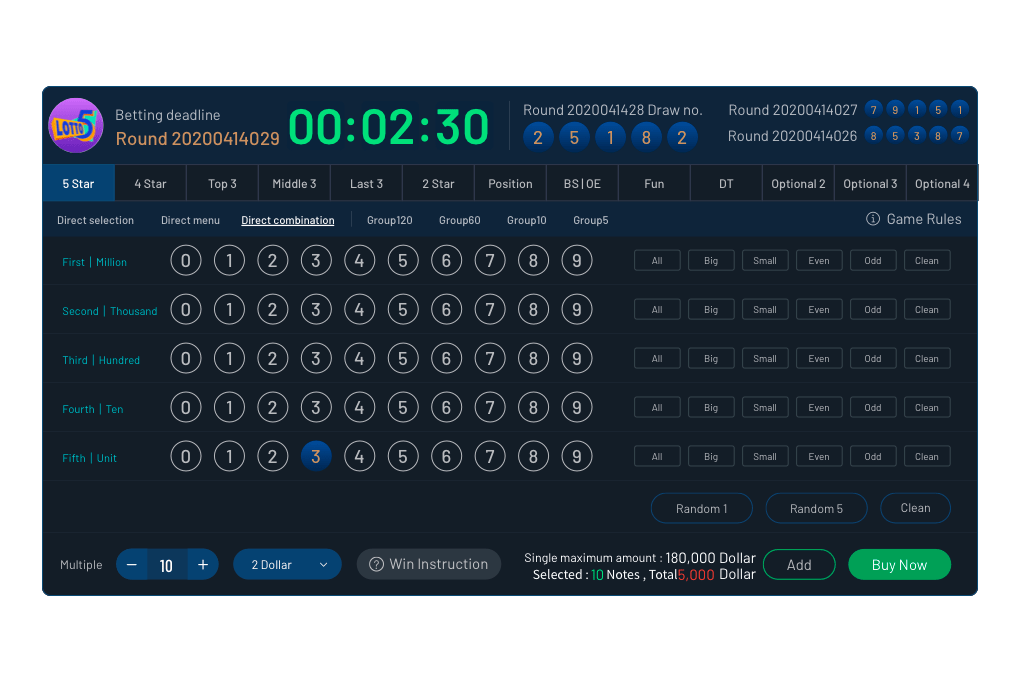 LOTTO 5
Betting deadline
Round 20200414029
00:02:30
Round 2020041428 Draw no.
2 5 1 8 2
Round 20200414027 7 9 1 5 1
Round 20200414026 8 5 3 8 7
5 Star 4 Star Top 3 Middle 3 Last 3 2 Star Position BS | OE Fun DT Optional 2 Optional 3 Optional 4
Direct selection Direct menu Direct combination Group120 Group60 Group10 Group5 Game Rules
First | Million 0 1 2 3 4 5 6 7 8 9 All Big Small Even Odd Clean
Second | Thousand 0 1 2 3 4 5 6 7 8 9 All Big Small Even Odd Clean
Third | Hundred 0 1 2 3 4 5 6 7 8 9 All Big Small Even Odd Clean
Fourth | Ten 0 1 2 3 4 5 6 7 8 9 All Big Small Even Odd Clean
Fifth | Unit 0 1 2 3 4 5 6 7 8 9 All Big Small Even Odd Clean
Random 1 Random 5 Clean
Multiple − 10 + 2 Dollar ? Win Instruction
Single maximum amount : 180,000 Dollar
Selected : 10 Notes , Total5,000 Dollar
Add Buy Now